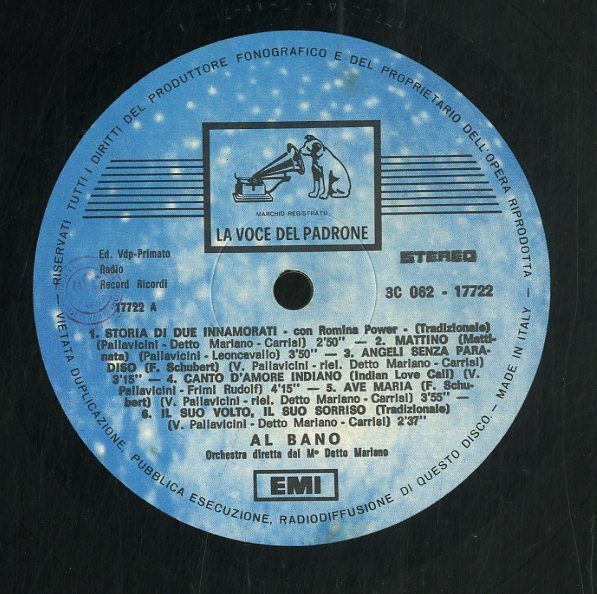 RISERVATI TUTTI I DIRITTI DEL PRODUTTORE FONOGRAFICO E DEL PROPRIETARIO DELL'OPERA RIPRODOTTA — MADE IN ITALY —
VIETATA DUPLICAZIONE, PUBBLICA ESECUZIONE, RADIODIFFUSIONE DI QUESTO DISCO. —
MARCHIO REGISTRATO
LA VOCE DEL PADRONE
Ed. Vdp-Primato
Radio
Record Ricordi
17722 A
STEREO
3C 062 - 17722
1. STORIA DI DUE INNAMORATI - con Romina Power - (Tradizionale) -
(Pallavicini - Detto Mariano - Carrisi) 2'50" — 2. MATTINO (Matti-
nata) (Pallavicini - Leoncavallo) 3'50" — 3. ANGELI SENZA PARA-
DISO (F. Schubert) (V. Pallavicini - riel. Detto Mariano - Carrisi)
3'15" — 4. CANTO D'AMORE INDIANO (Indian Love Call) (V.
Pallavicini - Friml Rudolf) 4'15" — 5. AVE MARIA (F. Schu-
bert) (V. Pallavicini - riel. Detto Mariano - Carrisi) 3'55" —
6. IL SUO VOLTO, IL SUO SORRISO (Tradizionale)
(V. Pallavicini - Detto Mariano - Carrisi) 2'37"
AL BANO
Orchestra diretta dal Mº Detto Mariano
EMI